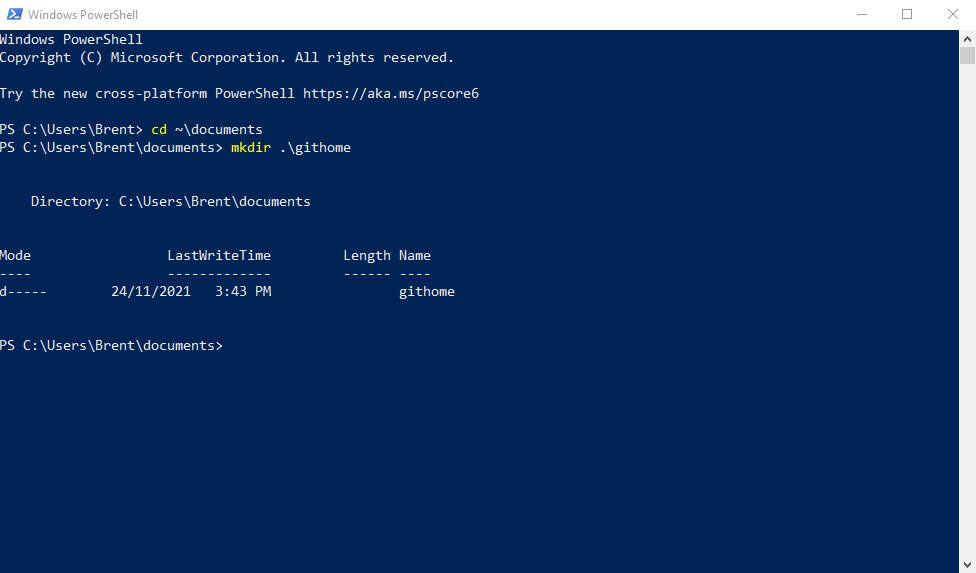 Windows PowerShell
Windows PowerShell
Copyright (C) Microsoft Corporation. All rights reserved.
Try the new cross-platform PowerShell https://aka.ms/pscore6
PS C:\Users\Brent> cd ~\documents
PS C:\Users\Brent\documents> mkdir .\githome
    Directory: C:\Users\Brent\documents
Mode                 LastWriteTime         Length Name
----                 -------------         ------ ----
d-----        24/11/2021   3:43 PM                githome
PS C:\Users\Brent\documents>